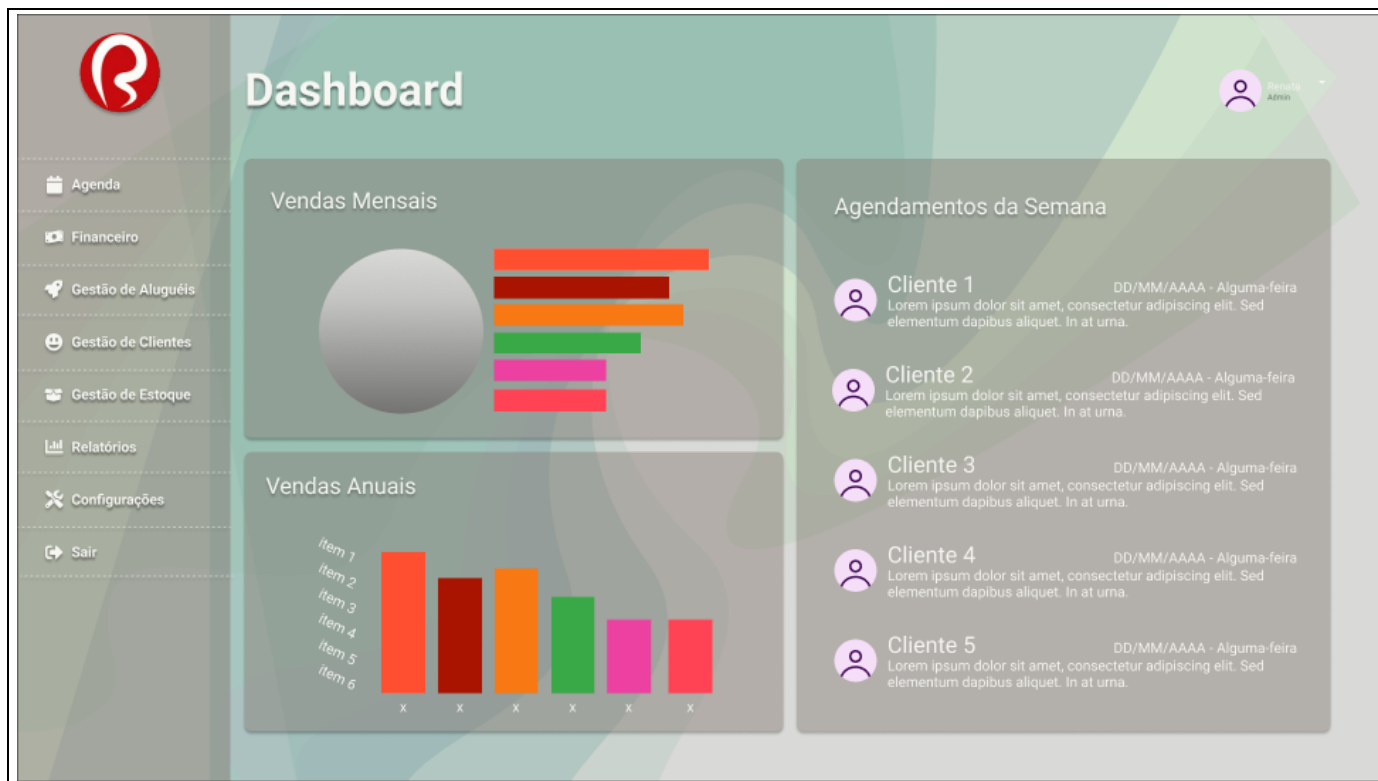 Dashboard
Renata
Admin
Agenda
Financeiro
Gestão de Aluguéis
Gestão de Clientes
Gestão de Estoque
Relatórios
Configurações
Sair
Vendas Mensais
Vendas Anuais
item 1
item 2
item 3
item 4
item 5
item 6
x x x x x x
Agendamentos da Semana
Cliente 1 DD/MM/AAAA - Alguma-feira
Lorem ipsum dolor sit amet, consectetur adipiscing elit. Sed
elementum dapibus aliquet. In at urna.
Cliente 2 DD/MM/AAAA - Alguma-feira
Lorem ipsum dolor sit amet, consectetur adipiscing elit. Sed
elementum dapibus aliquet. In at urna.
Cliente 3 DD/MM/AAAA - Alguma-feira
Lorem ipsum dolor sit amet, consectetur adipiscing elit. Sed
elementum dapibus aliquet. In at urna.
Cliente 4 DD/MM/AAAA - Alguma-feira
Lorem ipsum dolor sit amet, consectetur adipiscing elit. Sed
elementum dapibus aliquet. In at urna.
Cliente 5 DD/MM/AAAA - Alguma-feira
Lorem ipsum dolor sit amet, consectetur adipiscing elit. Sed
elementum dapibus aliquet. In at urna.